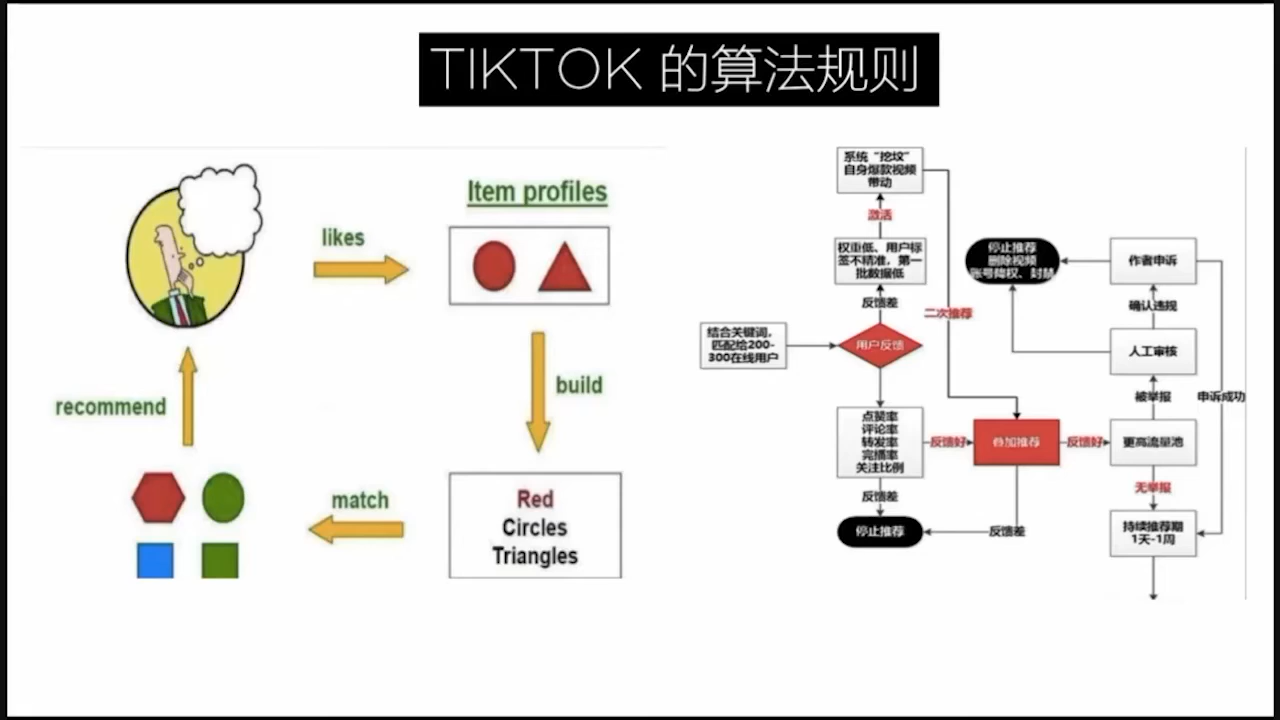 TIKTOK 的算法规则
Item profiles
likes
build
recommend
match
Red
Circles
Triangles
系统“挖坟”
自身爆款视频
带动
激活
权重低、用户标
签不精准，第一
批数据低
反馈差
二次推荐
结合关键词，
匹配给200-
300在线用户
用户反馈
点赞率
评论率
转发率
完播率
关注比例
反馈好
叠加推荐
反馈好
更高流量池
反馈差
停止推荐
反馈差
停止推荐
删除视频
账号降权、封禁
作者申诉
确认违规
人工审核
被举报
申诉成功
无举报
持续推荐期
1天-1周